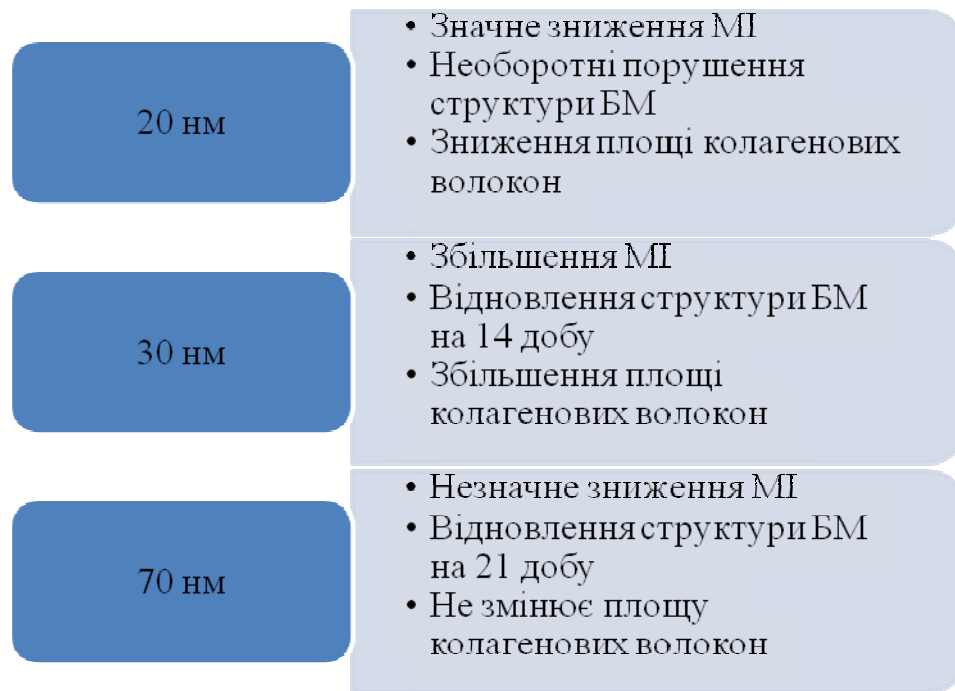 20 нм
• Значне зниження МІ
• Необоротні порушення
структури БМ
• Зниження площі колагенових
волокон
30 нм
• Збільшення МІ
• Відновлення структури БМ
на 14 добу
• Збільшення площі
колагенових волокон
70 нм
• Незначне зниження МІ
• Відновлення структури БМ
на 21 добу
• Не змінює площу
колагенових волокон